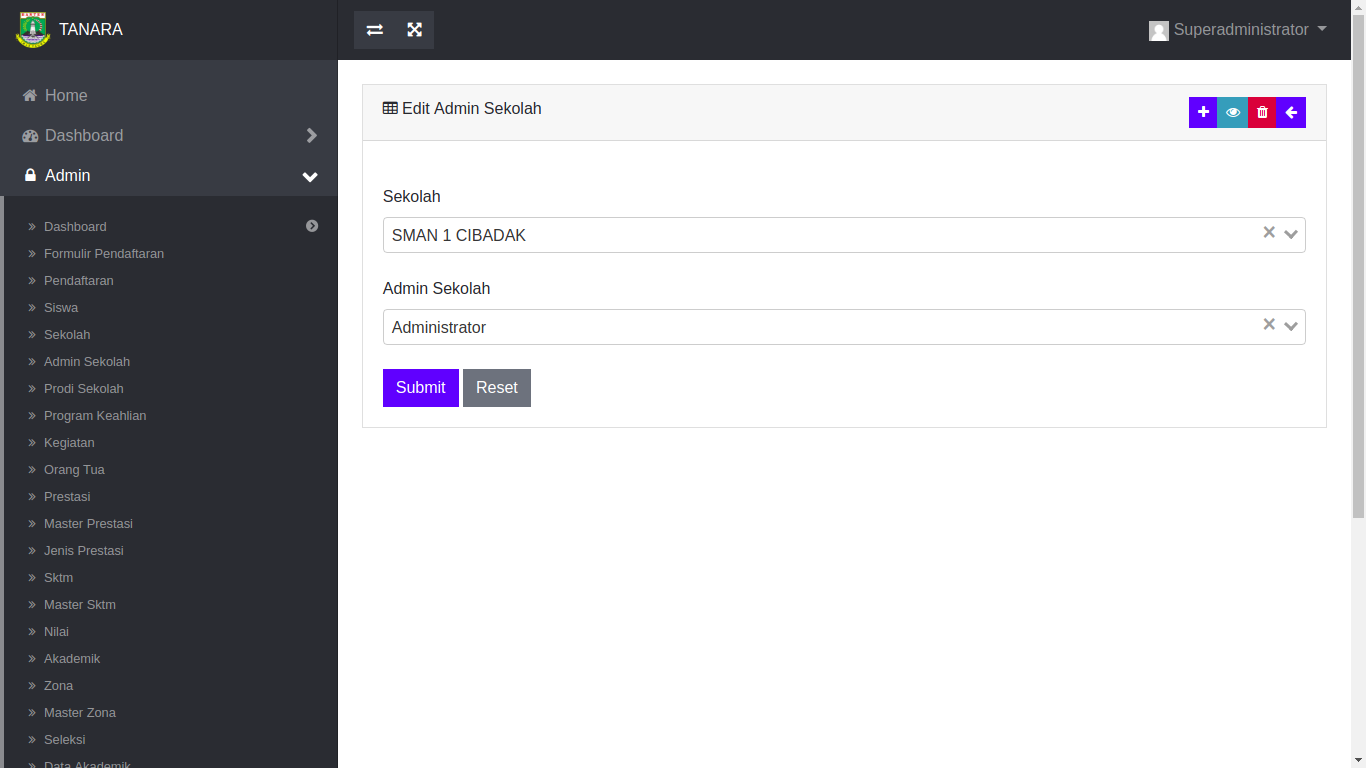 TANARA
Superadministrator
Home
Dashboard
Admin
Dashboard
Formulir Pendaftaran
Pendaftaran
Siswa
Sekolah
Admin Sekolah
Prodi Sekolah
Program Keahlian
Kegiatan
Orang Tua
Prestasi
Master Prestasi
Jenis Prestasi
Sktm
Master Sktm
Nilai
Akademik
Zona
Master Zona
Seleksi
Data Akademik
Edit Admin Sekolah
Sekolah
SMAN 1 CIBADAK
Admin Sekolah
Administrator
Submit Reset